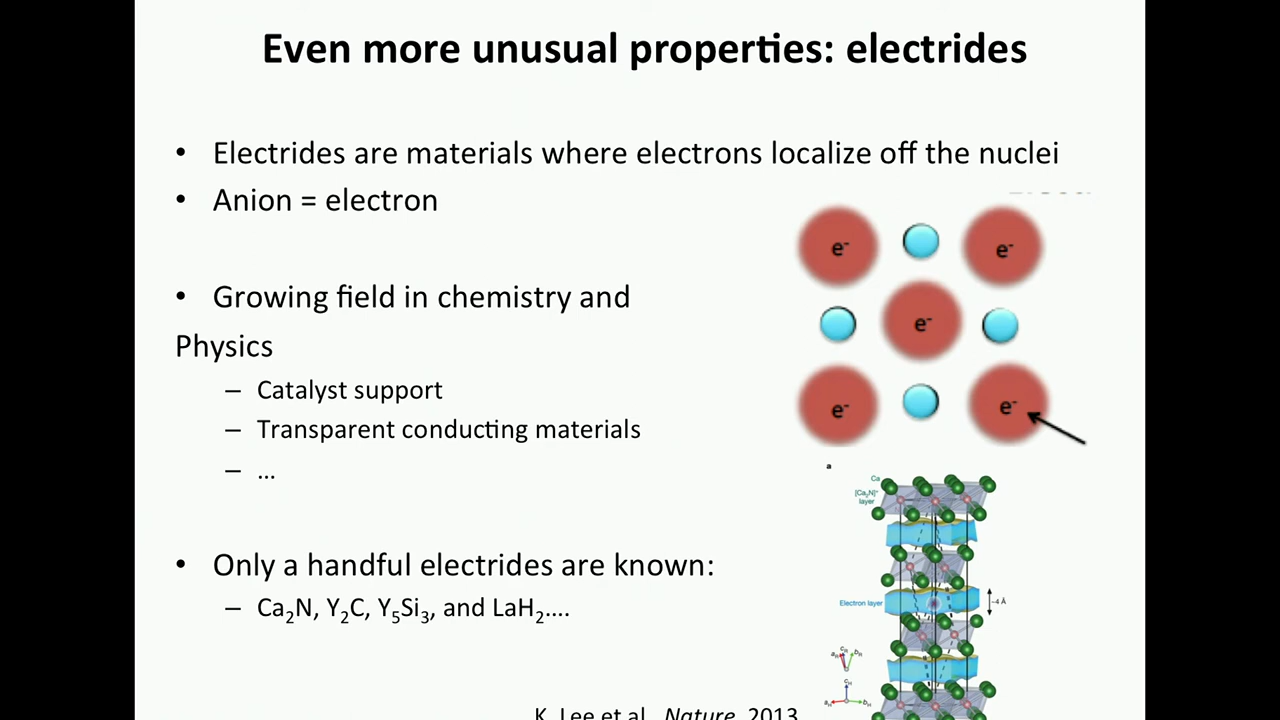 Even more unusual properties: electrides
• Electrides are materials where electrons localize off the nuclei
• Anion = electron
• Growing field in chemistry and
Physics
– Catalyst support
– Transparent conducting materials
– ...
• Only a handful electrides are known:
– Ca₂N, Y₂C, Y₅Si₃, and LaH₂....
e⁻
e⁻
e⁻
e⁻
e⁻
a
Ca
[Ca₂N]⁺
layer
Electron layer
~4 Å
K. Lee et al., Nature, 2013